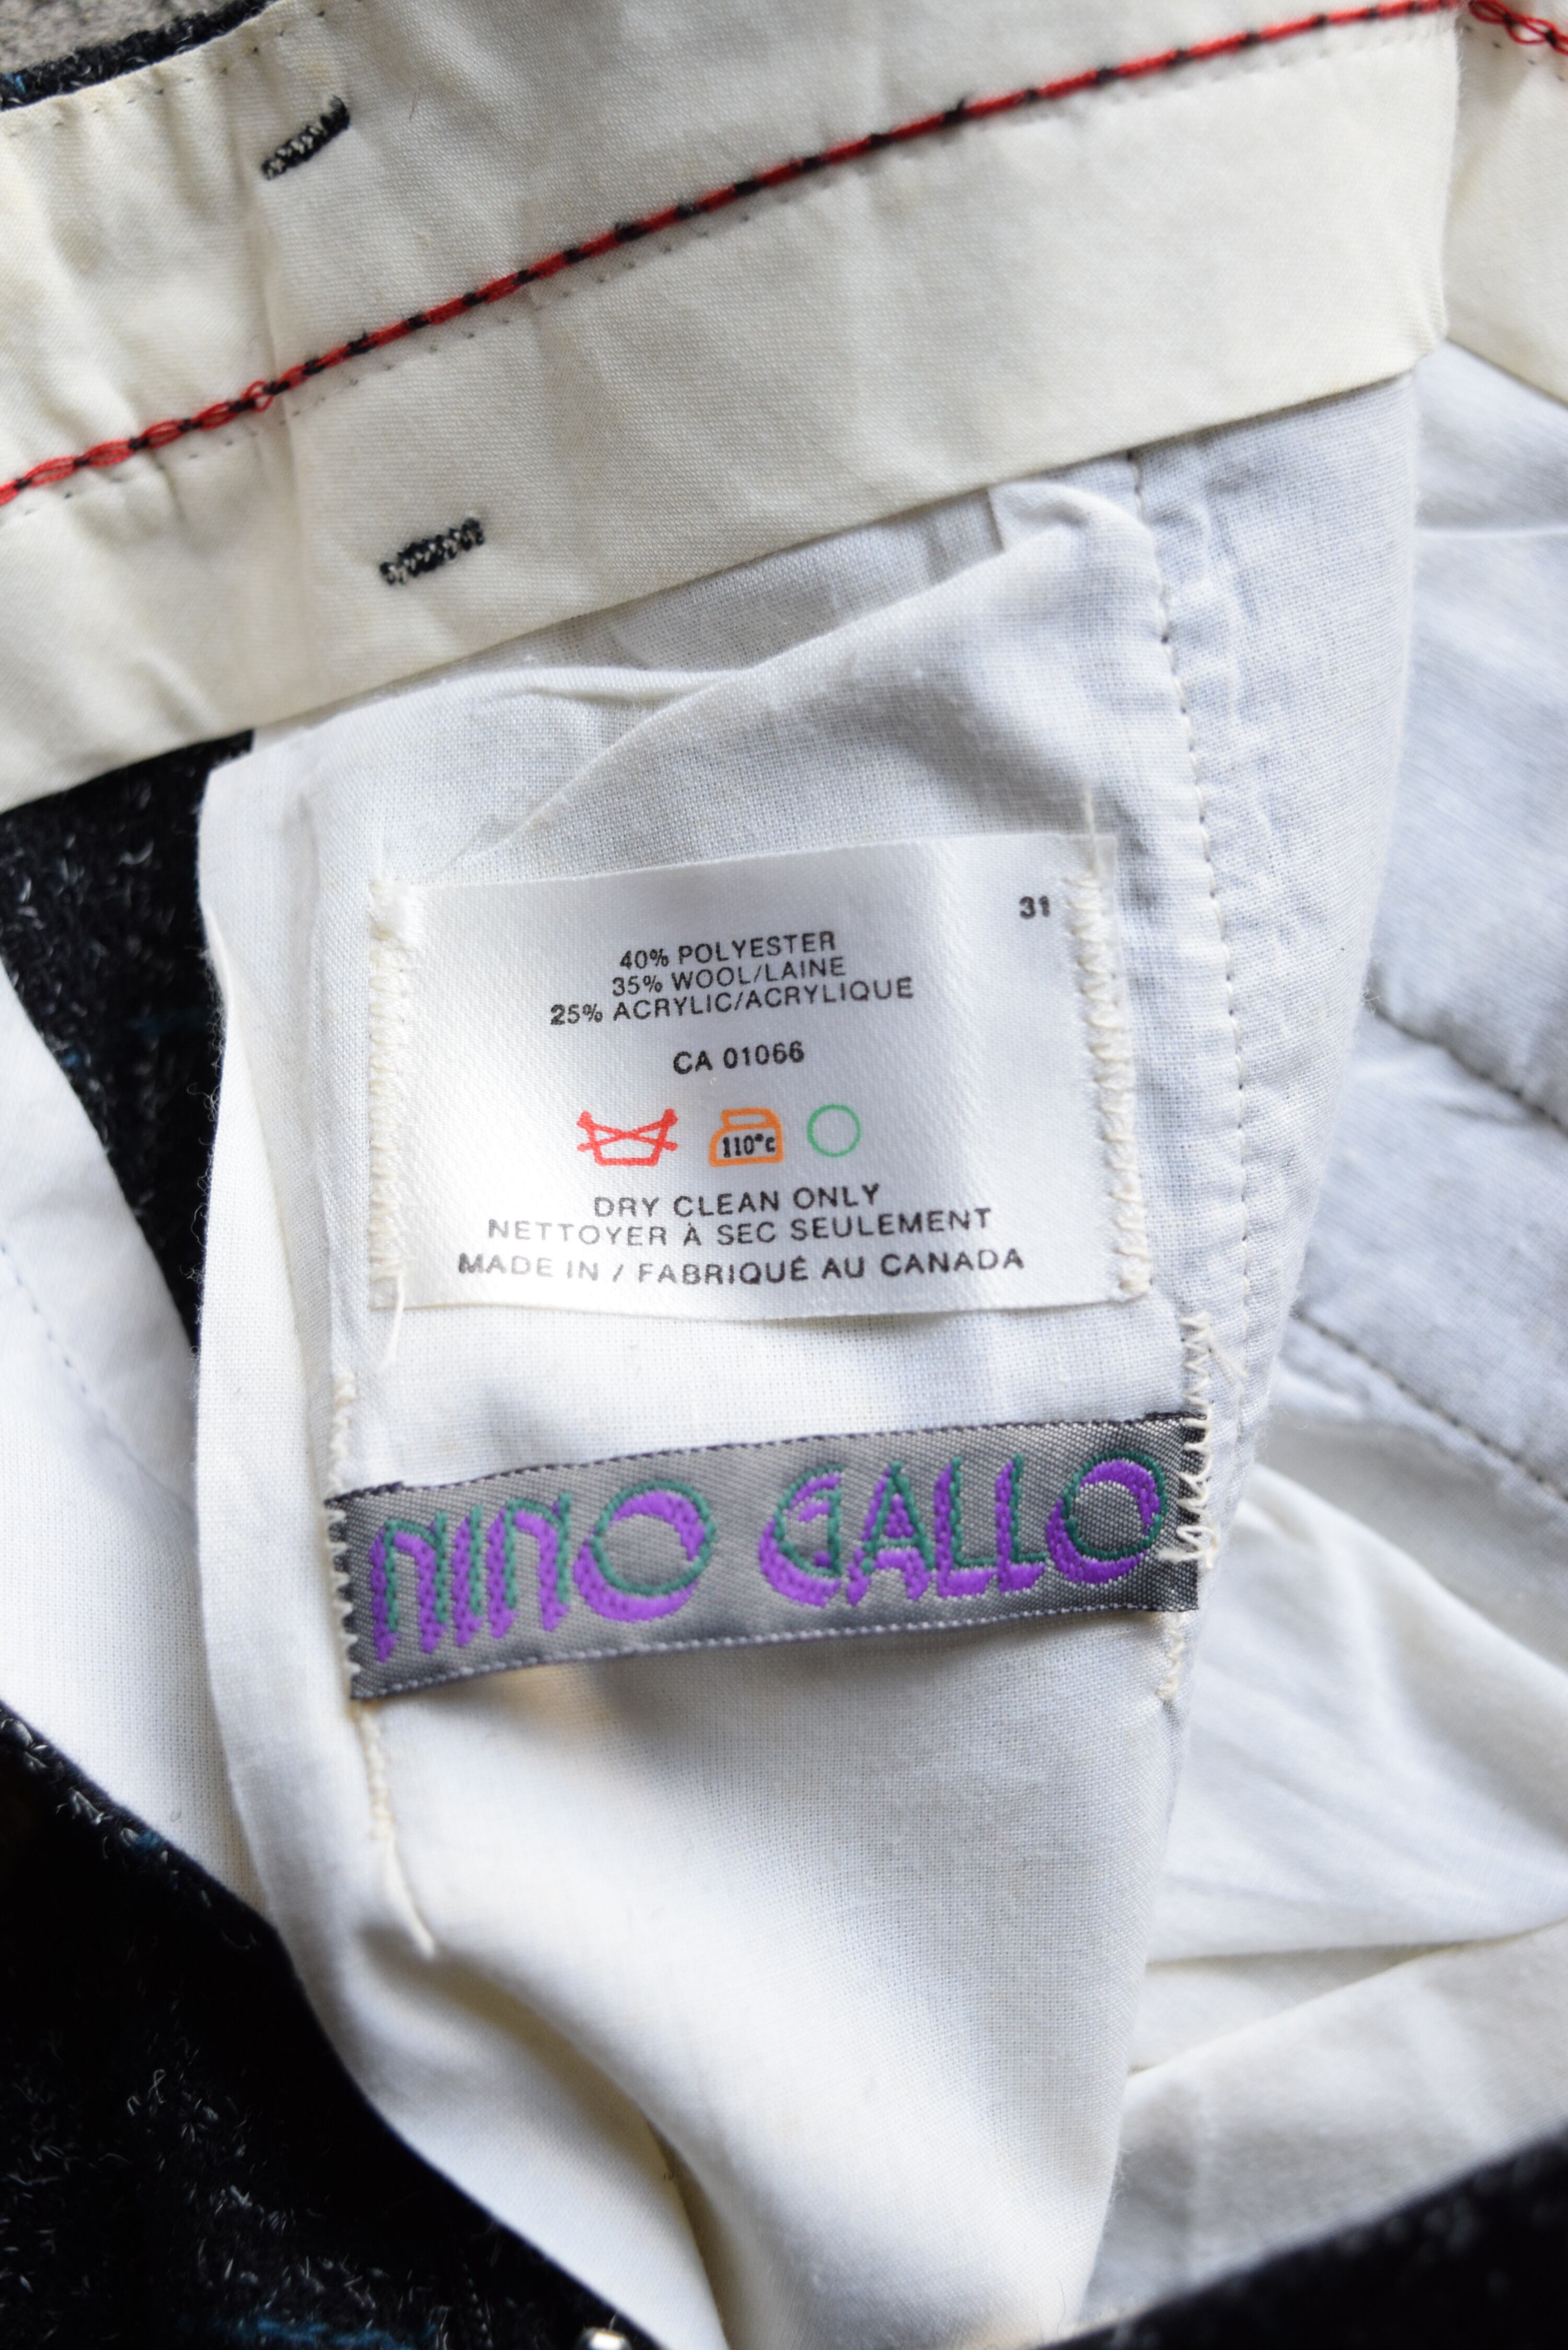 31
40% POLYESTER
35% WOOL/LAINE
25% ACRYLIC/ACRYLIQUE
CA 01066
110°C
DRY CLEAN ONLY
NETTOYER À SEC SEULEMENT
MADE IN / FABRIQUÉ AU CANADA
NINO GALLO